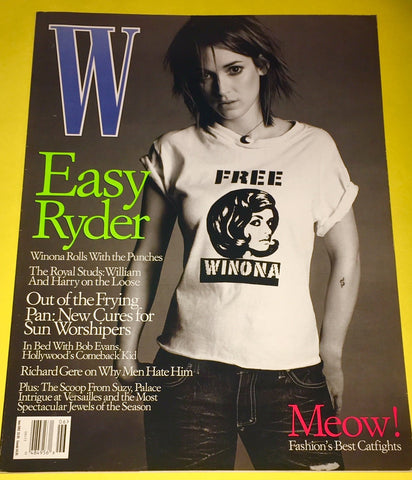 W
FREE
WINONA
Easy
Ryder
Winona Rolls With the Punches
The Royal Studs: William
And Harry on the Loose
Out of the Frying
Pan: New Cures for
Sun Worshipers
In Bed With Bob Evans,
Hollywood's Comeback Kid
Richard Gere on Why Men Hate Him
Plus: The Scoop From Suzy, Palace
Intrigue at Versailles and the Most
Spectacular Jewels of the Season
Meow!
Fashion's Best Catfights
06>